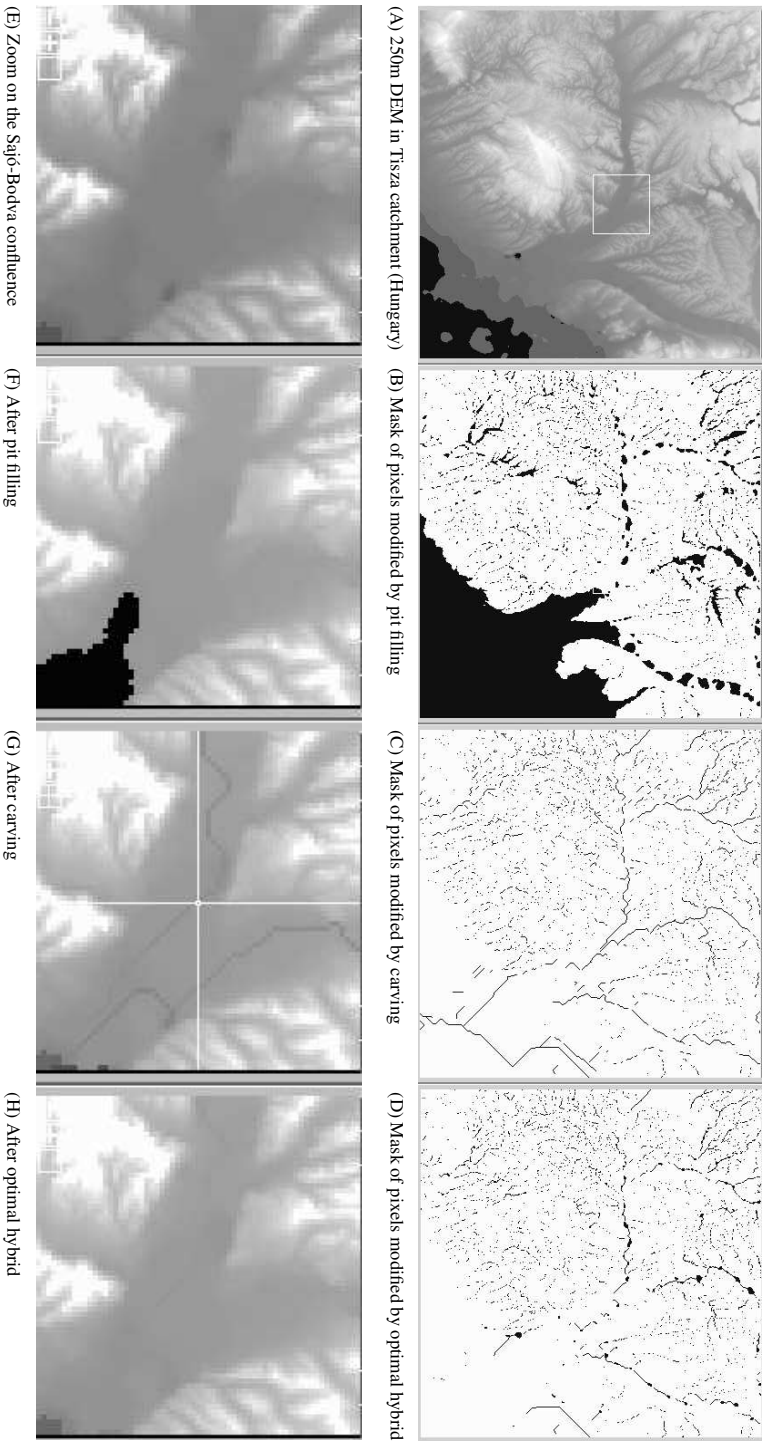 (A) 250m DEM in Tisza catchment (Hungary)
(B) Mask of pixels modified by pit filling
(C) Mask of pixels modified by carving
(D) Mask of pixels modified by optimal hybrid
(E) Zoom on the Sajó-Bodva confluence
(F) After pit filling
(G) After carving
(H) After optimal hybrid